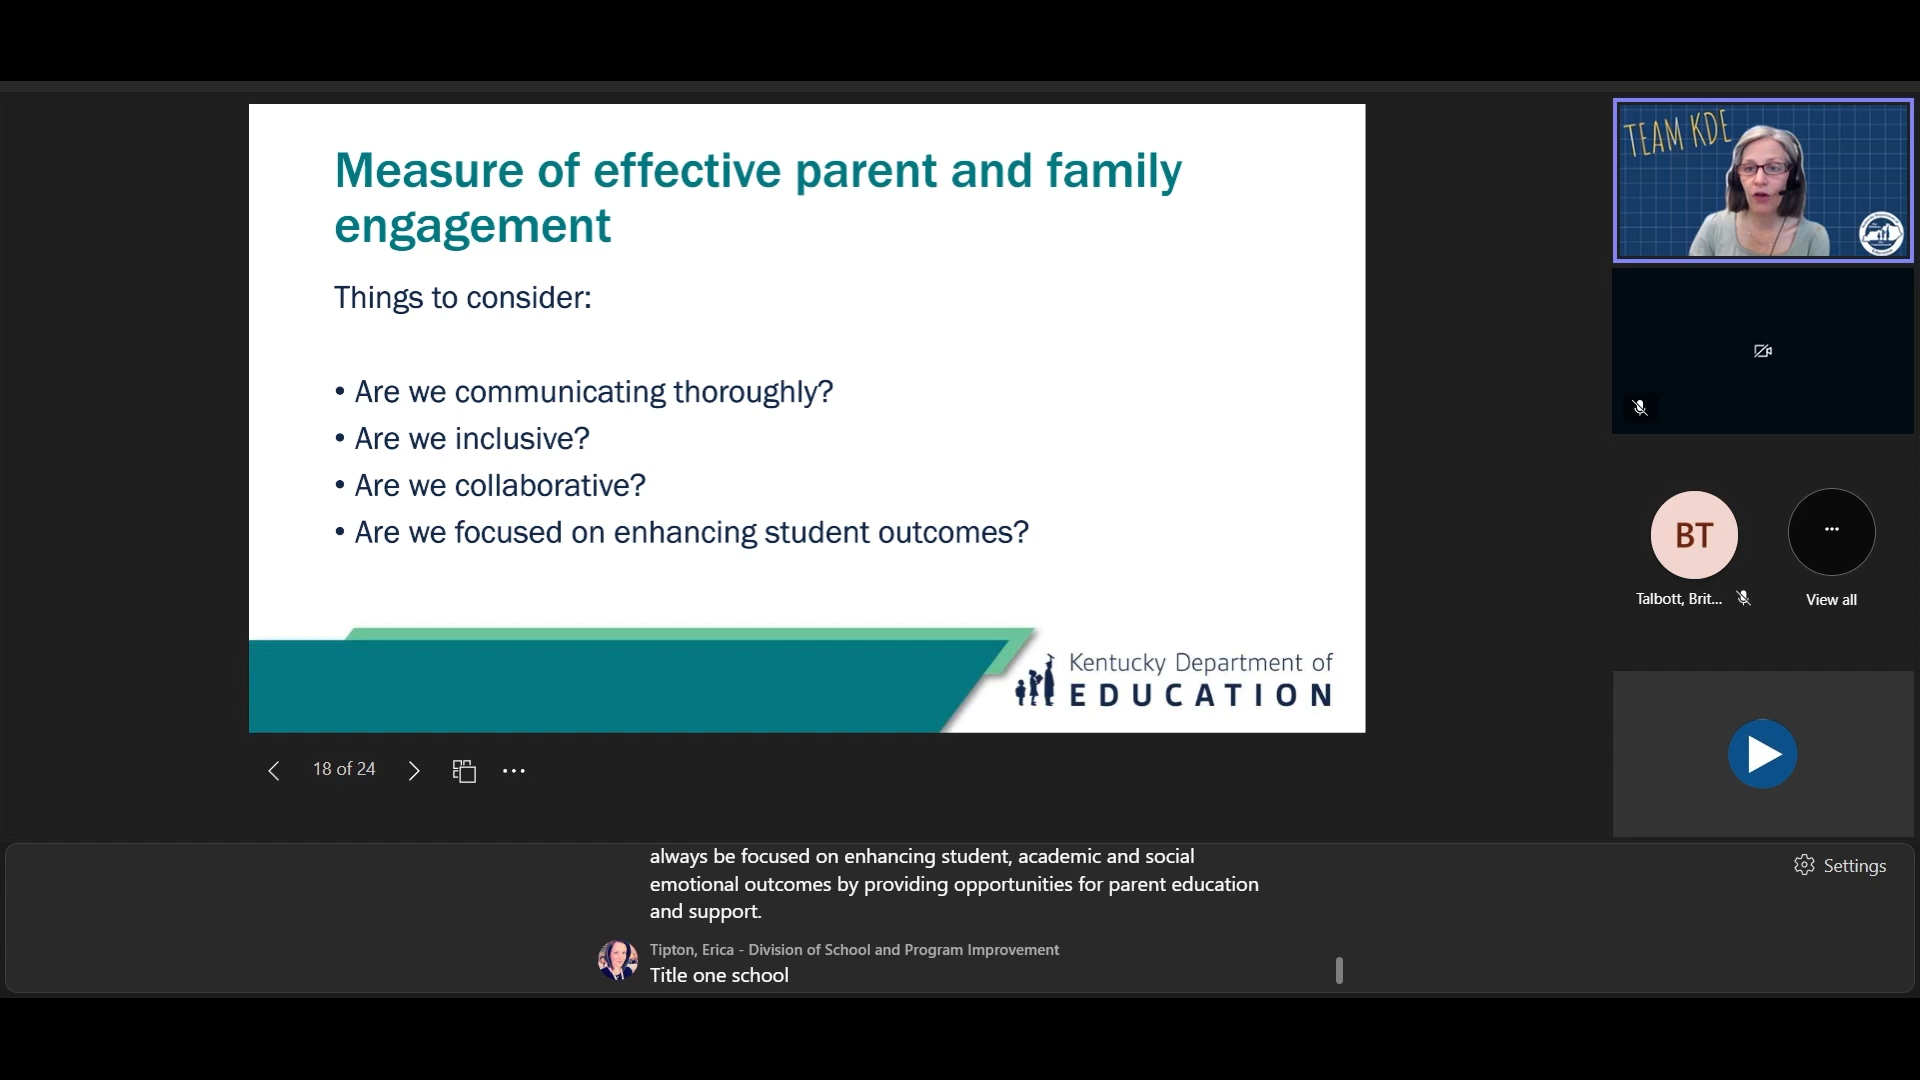 Measure of effective parent and family
engagement
Things to consider:
• Are we communicating thoroughly?
• Are we inclusive?
• Are we collaborative?
• Are we focused on enhancing student outcomes?
Kentucky Department of
EDUCATION
18 of 24
TEAM KDE
BT
Talbott, Brit...
View all
always be focused on enhancing student, academic and social
emotional outcomes by providing opportunities for parent education
and support.
Tipton, Erica - Division of School and Program Improvement
Title one school
Settings